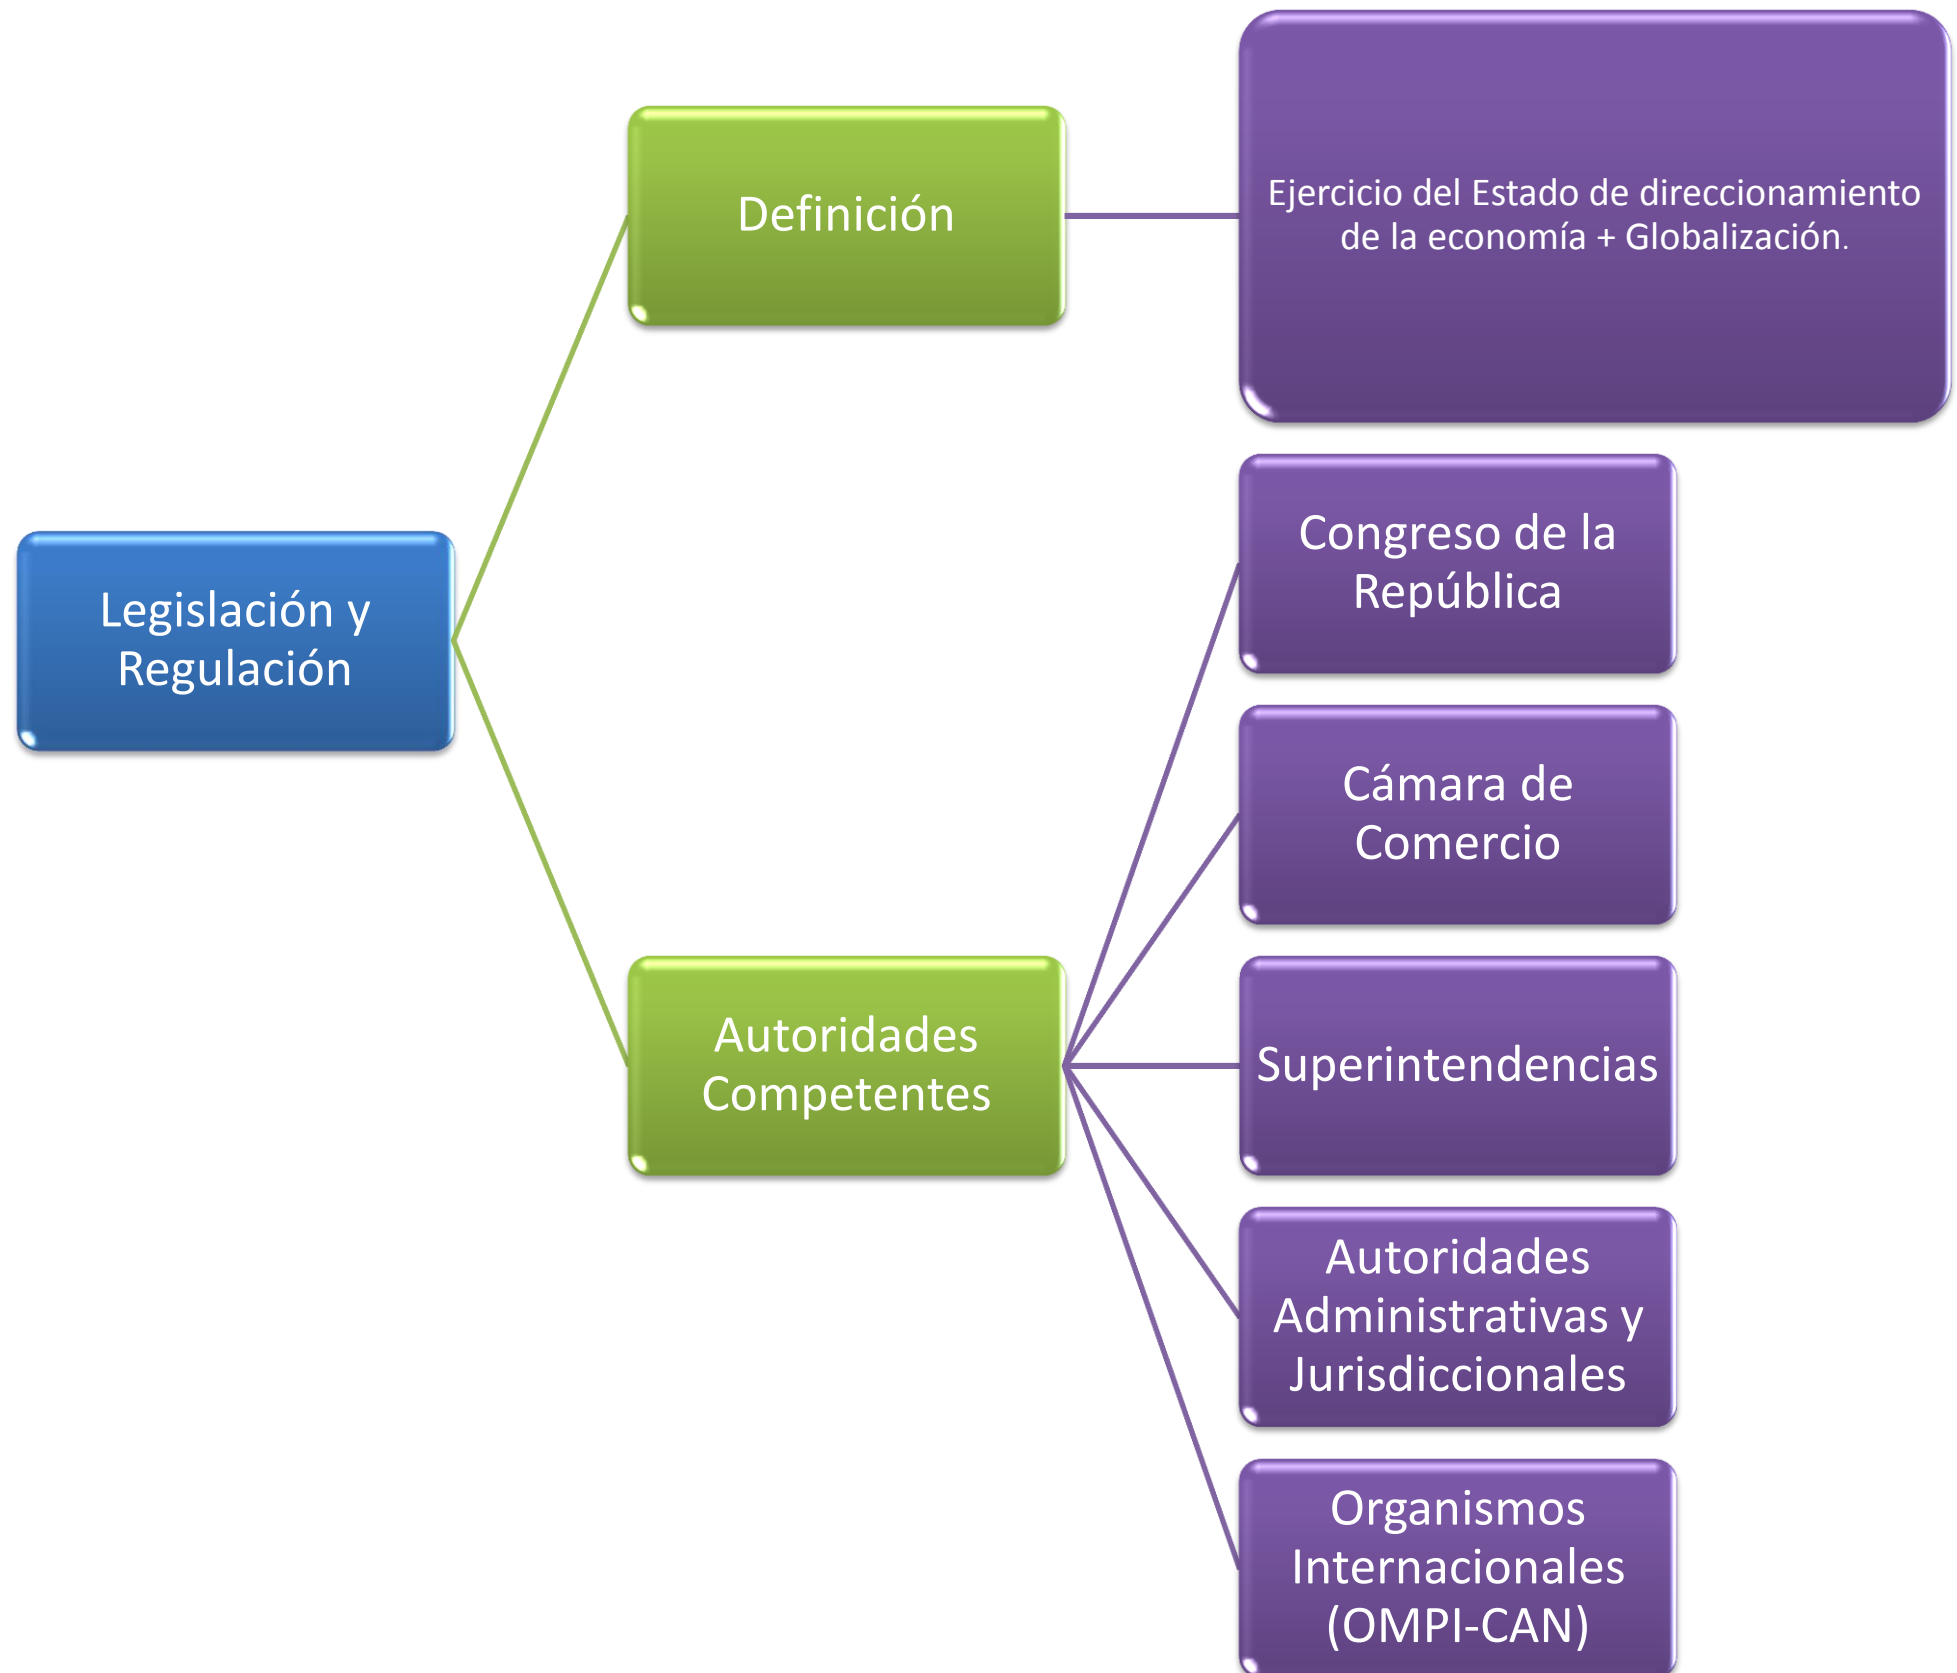 Legislación y
Regulación
Definición
Ejercicio del Estado de direccionamiento
de la economía + Globalización.
Autoridades
Competentes
Congreso de la
República
Cámara de
Comercio
Superintendencias
Autoridades
Administrativas y
Jurisdiccionales
Organismos
Internacionales
(OMPI-CAN)